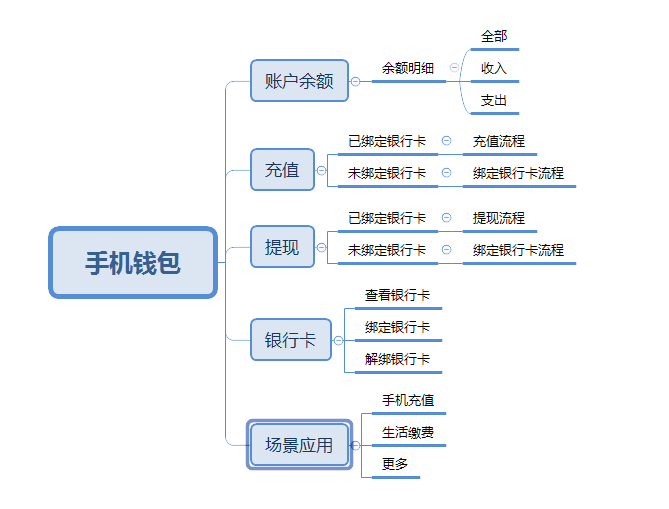 手机钱包
账户余额
余额明细
全部
收入
支出
充值
已绑定银行卡
充值流程
未绑定银行卡
绑定银行卡流程
提现
已绑定银行卡
提现流程
未绑定银行卡
绑定银行卡流程
银行卡
查看银行卡
绑定银行卡
解绑银行卡
场景应用
手机充值
生活缴费
更多